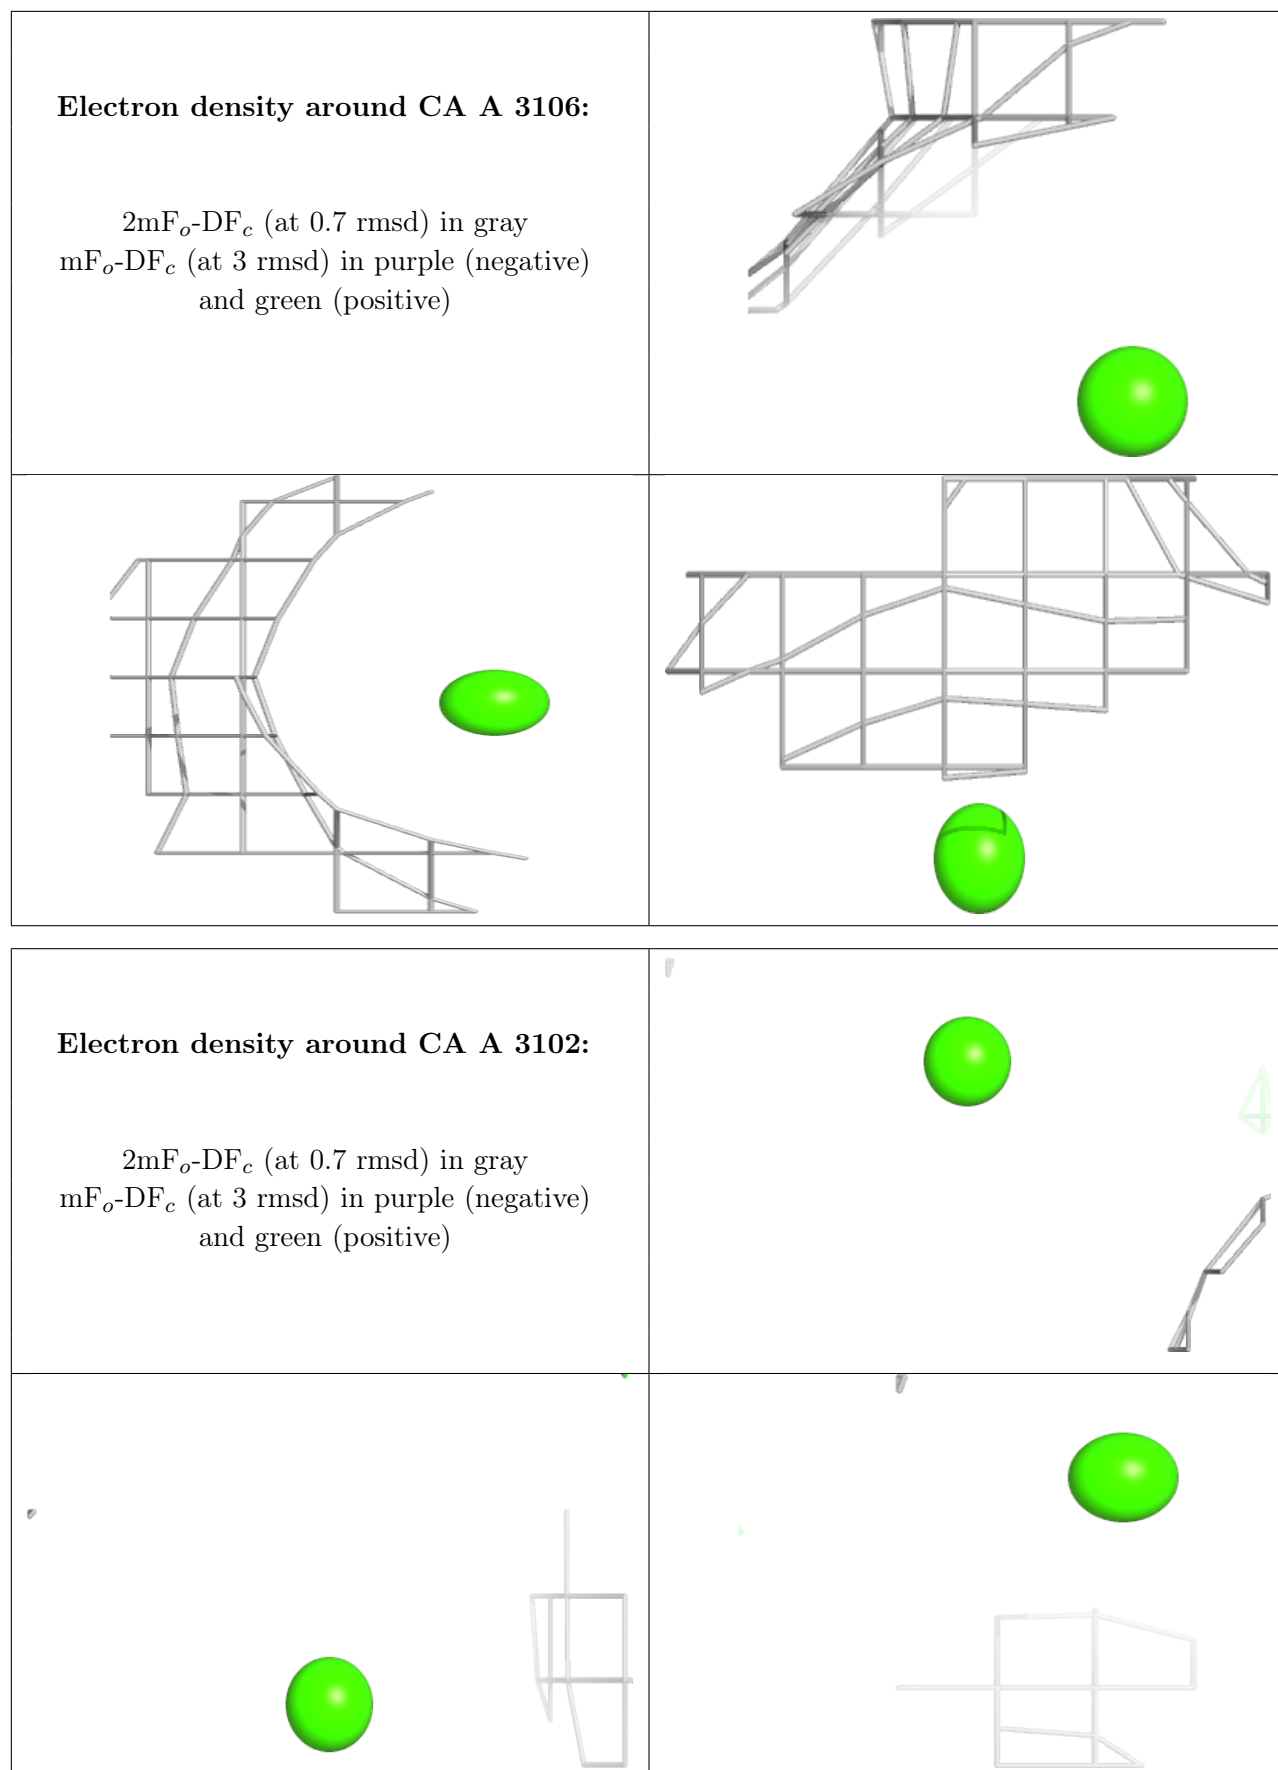 Electron density around CA A 3106:
2mFo-DFc (at 0.7 rmsd) in gray
mFo-DFc (at 3 rmsd) in purple (negative)
and green (positive)
Electron density around CA A 3102:
2mFo-DFc (at 0.7 rmsd) in gray
mFo-DFc (at 3 rmsd) in purple (negative)
and green (positive)